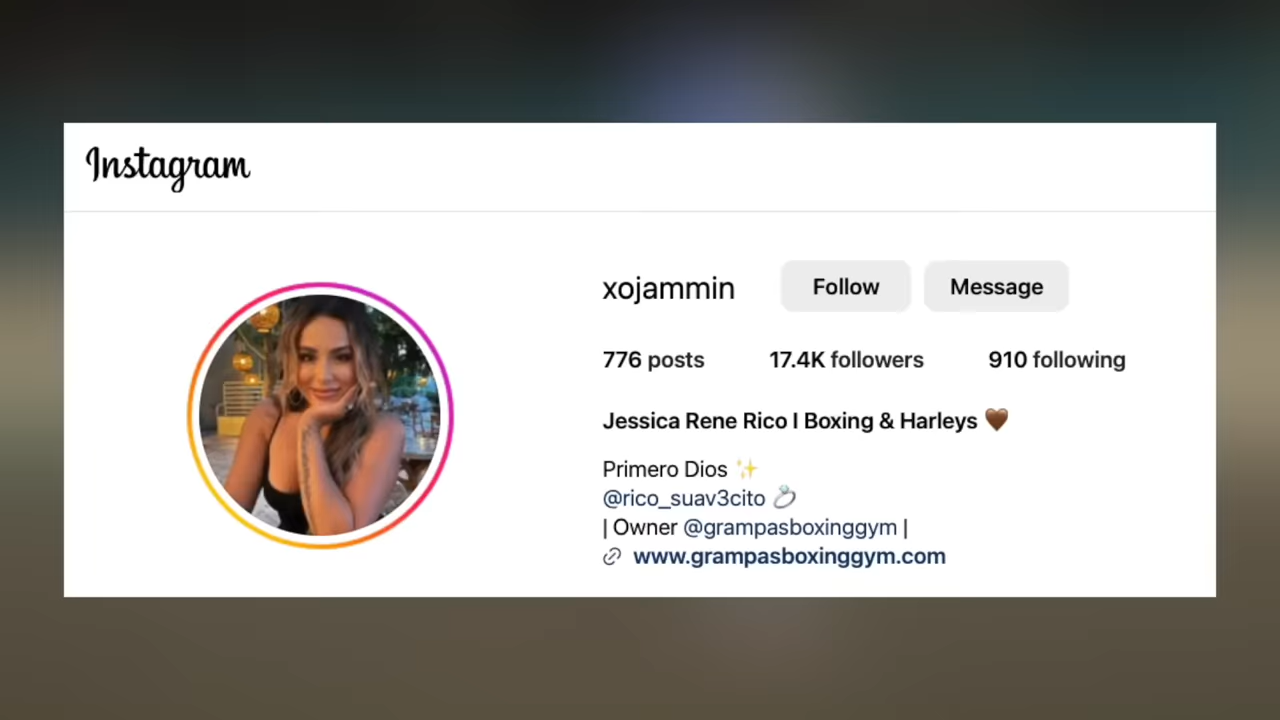 Instagram
xojammin Follow Message
776 posts 17.4K followers 910 following
Jessica Rene Rico I Boxing & Harleys 🤎
Primero Dios ✨
@rico_suav3cito 💍
| Owner @grampasboxinggym |
www.grampasboxinggym.com